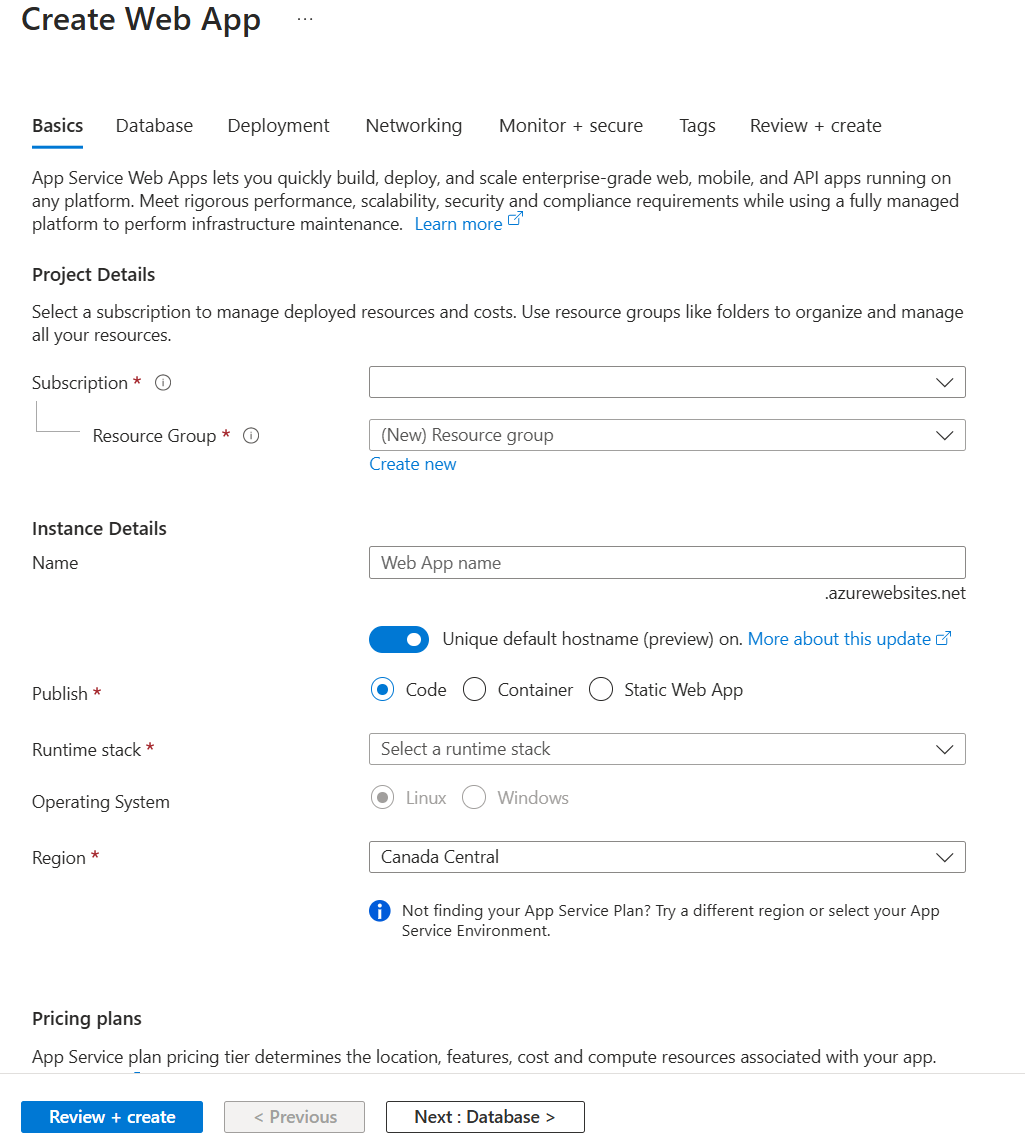 Create Web App ...
Basics Database Deployment Networking Monitor + secure Tags Review + create
App Service Web Apps lets you quickly build, deploy, and scale enterprise-grade web, mobile, and API apps running on
any platform. Meet rigorous performance, scalability, security and compliance requirements while using a fully managed
platform to perform infrastructure maintenance. Learn more
Project Details
Select a subscription to manage deployed resources and costs. Use resource groups like folders to organize and manage
all your resources.
Subscription *
Resource Group * (New) Resource group
Create new
Instance Details
Name Web App name
.azurewebsites.net
Unique default hostname (preview) on. More about this update
Publish * Code Container Static Web App
Runtime stack * Select a runtime stack
Operating System Linux Windows
Region * Canada Central
Not finding your App Service Plan? Try a different region or select your App
Service Environment.
Pricing plans
App Service plan pricing tier determines the location, features, cost and compute resources associated with your app.
Review + create < Previous Next : Database >